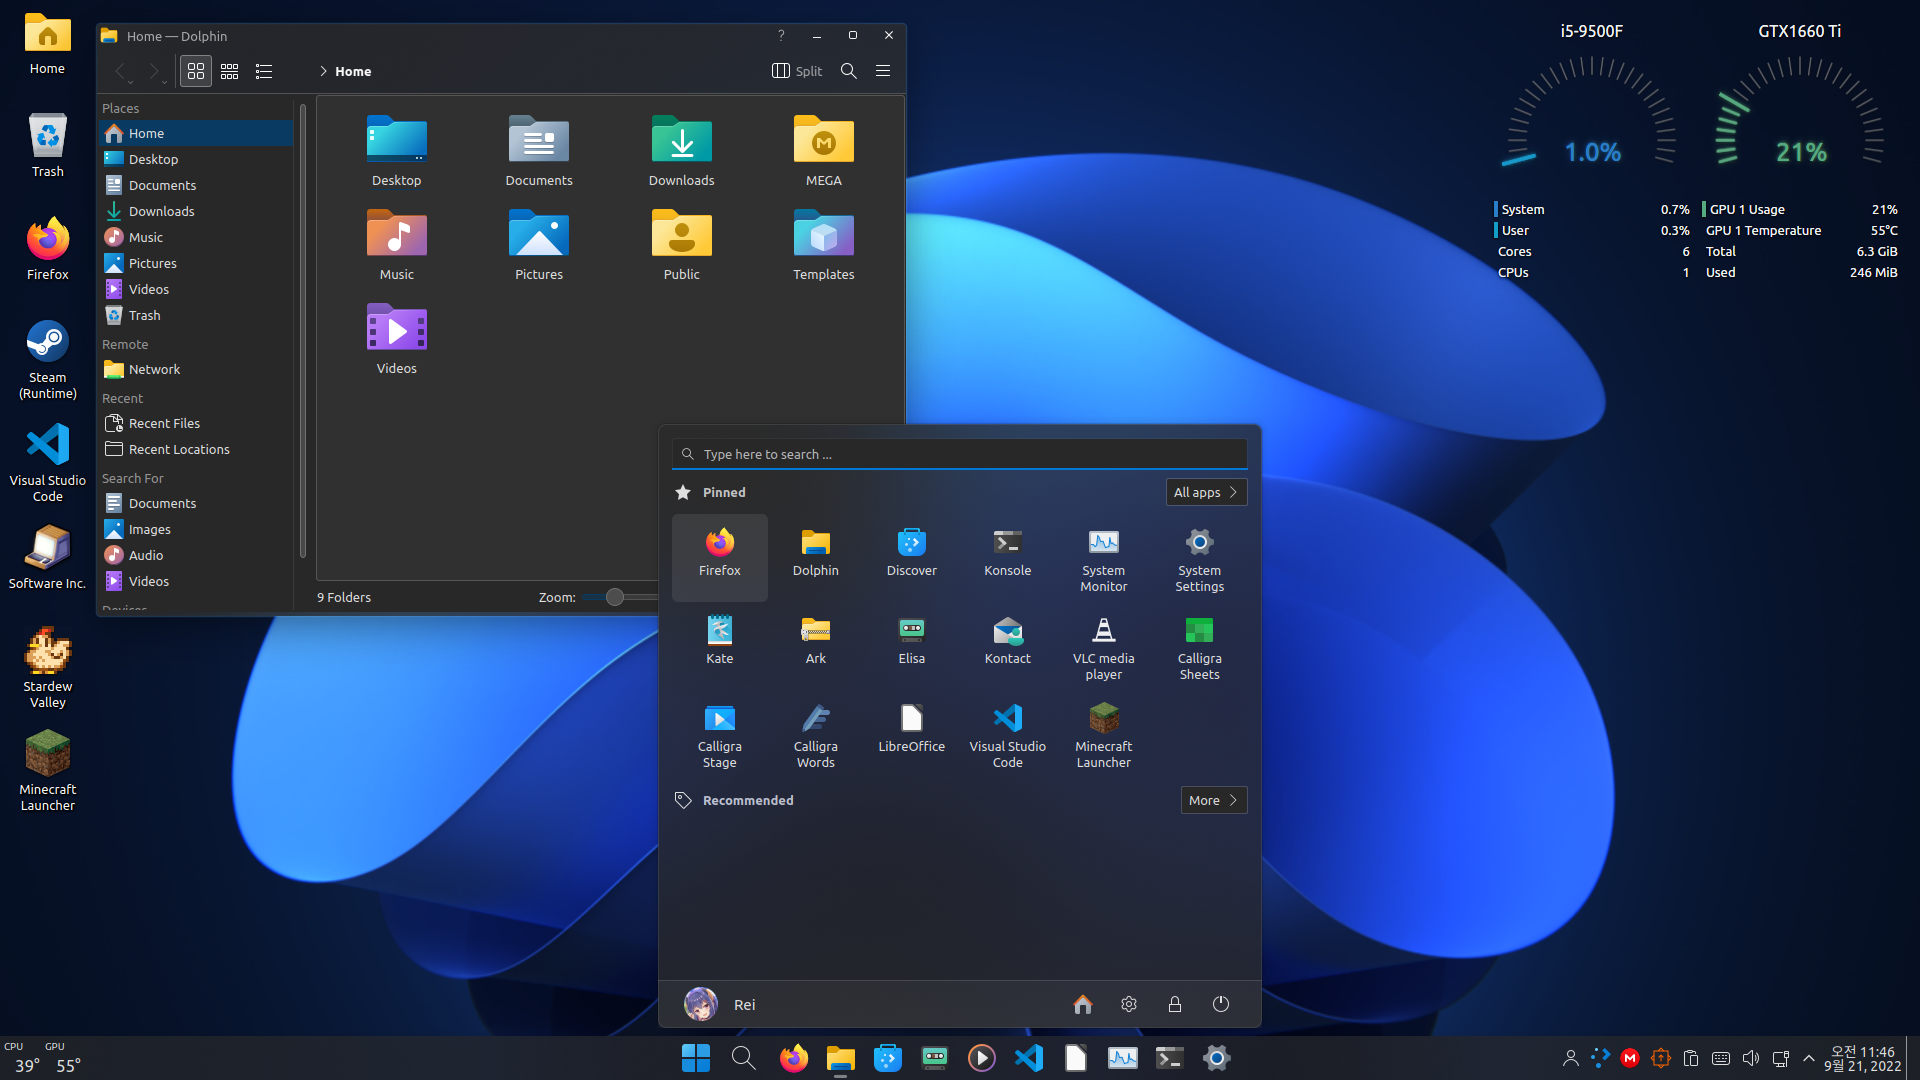 Home
Trash
Firefox
Steam
(Runtime)
Visual Studio
Code
Software Inc.
Stardew
Valley
Minecraft
Launcher
Home — Dolphin
?
Home
Split
Places
Home
Desktop
Documents
Downloads
Music
Pictures
Videos
Trash
Remote
Network
Recent
Recent Files
Recent Locations
Search For
Documents
Images
Audio
Videos
Devices
Desktop
Documents
Downloads
MEGA
Music
Pictures
Public
Templates
Videos
9 Folders
Zoom:
i5-9500F
1.0%
System 0.7%
User 0.3%
Cores 6
CPUs 1
GTX1660 Ti
21%
GPU 1 Usage 21%
GPU 1 Temperature 55°C
Total 6.3 GiB
Used 246 MiB
Type here to search ...
Pinned
All apps
Firefox
Dolphin
Discover
Konsole
System
Monitor
System
Settings
Kate
Ark
Elisa
Kontact
VLC media
player
Calligra
Sheets
Calligra
Stage
Calligra
Words
LibreOffice
Visual Studio
Code
Minecraft
Launcher
Recommended
More
Rei
CPU
39°
GPU
55°
오전 11:46
9월 21, 2022